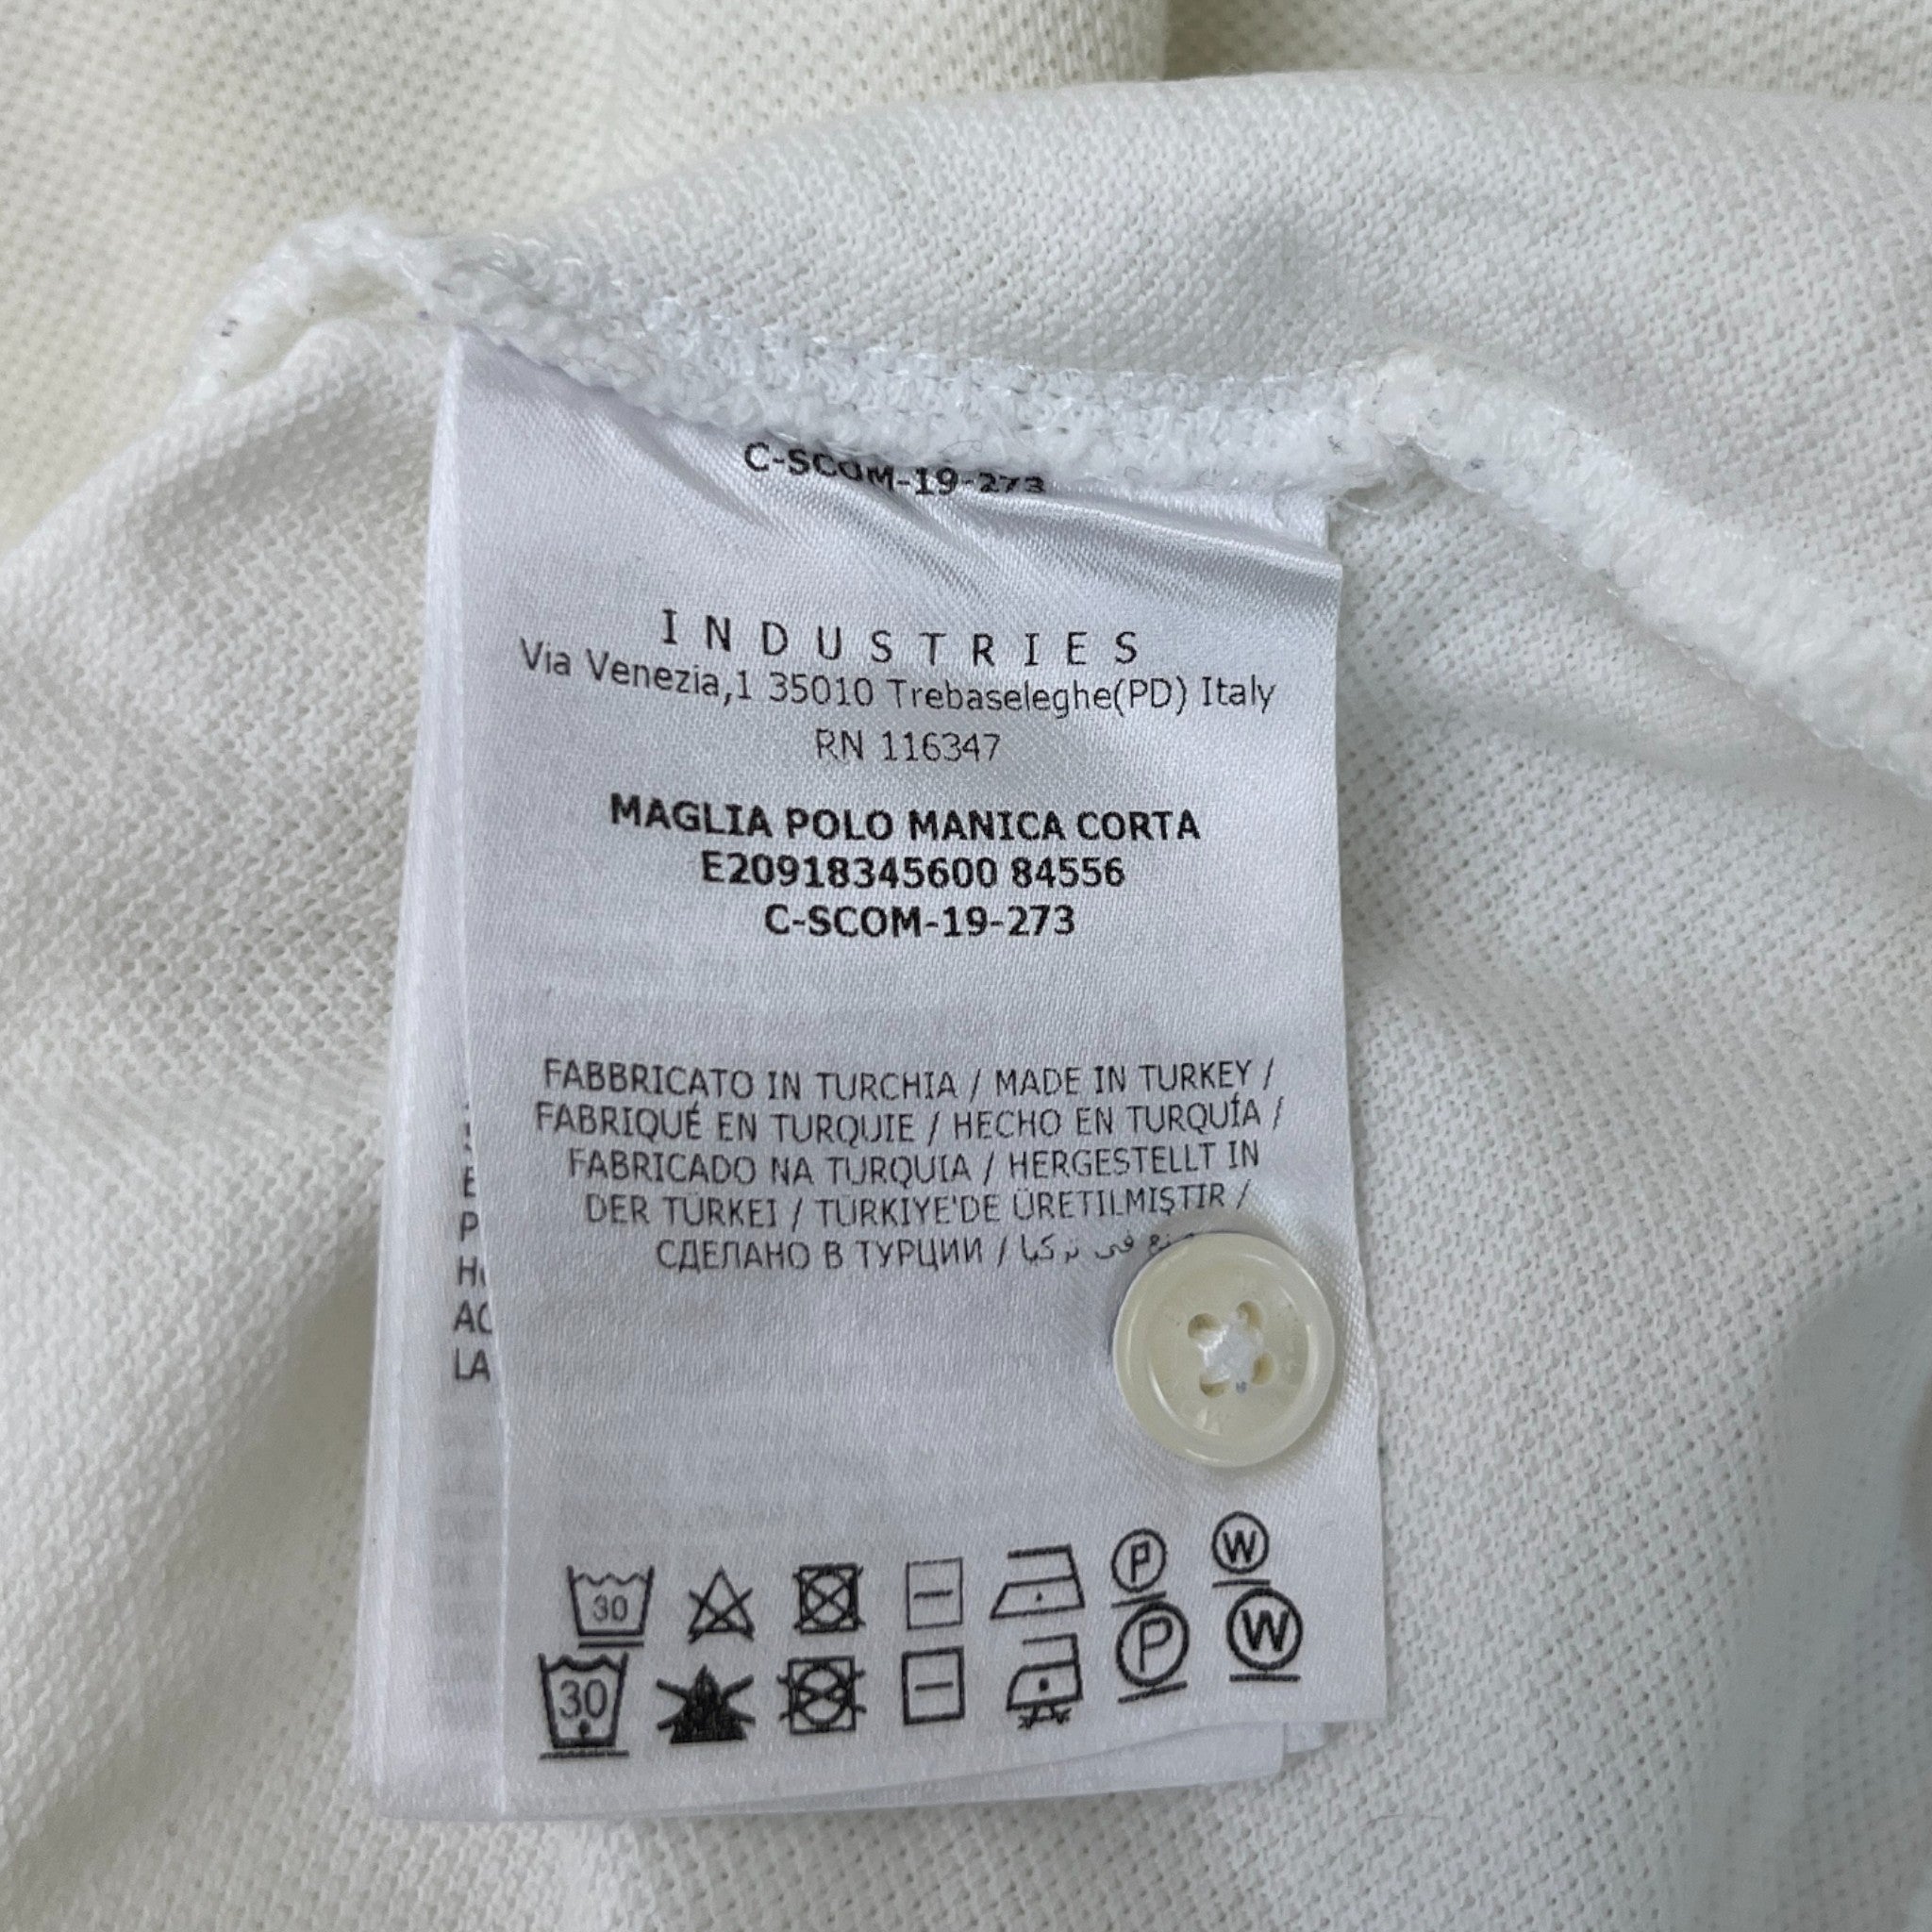 C-SCOM-19-273
INDUSTRIES
Via Venezia,1 35010 Trebaseleghe(PD) Italy
RN 116347
MAGLIA POLO MANICA CORTA
E20918345600 84556
C-SCOM-19-273
FABBRICATO IN TURCHIA / MADE IN TURKEY /
FABRIQUÉ EN TURQUIE / HECHO EN TURQUÍA /
FABRICADO NA TURQUIA / HERGESTELLT IN
DER TÜRKEI / TÜRKIYE'DE ÜRETILMIŞTIR /
СДЕЛАНО В ТУРЦИИ / في تركيا
30 P W
30 P W